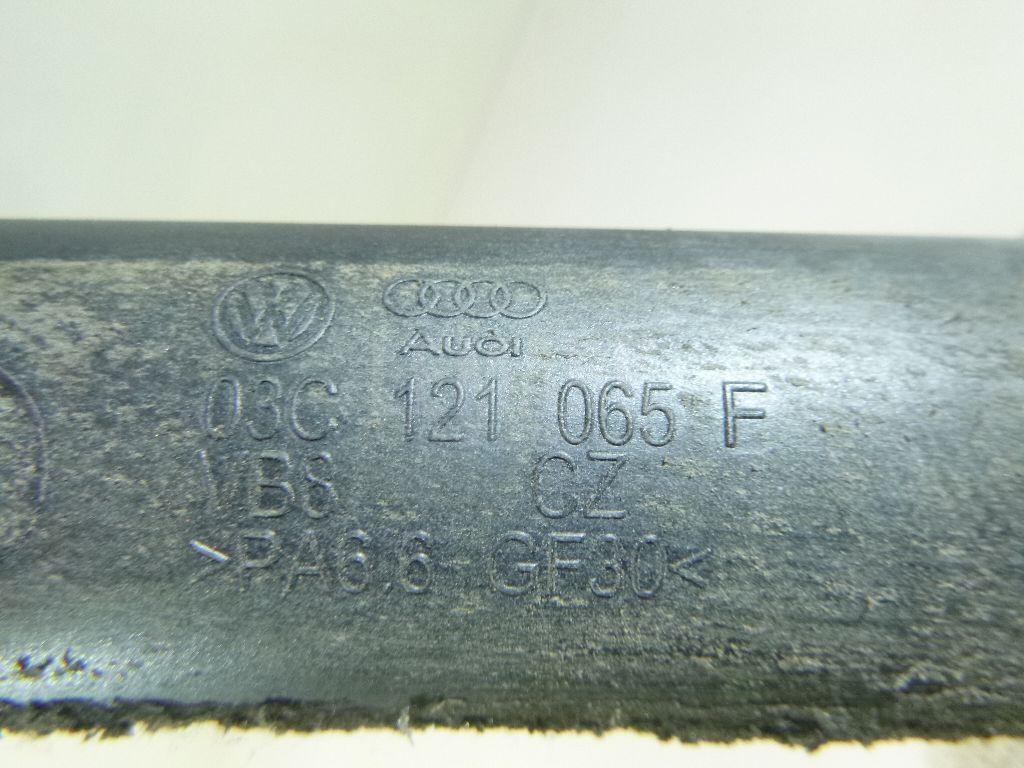 Audi
03C 121 065 F
VB8 CZ
>PA6.6 GF30<